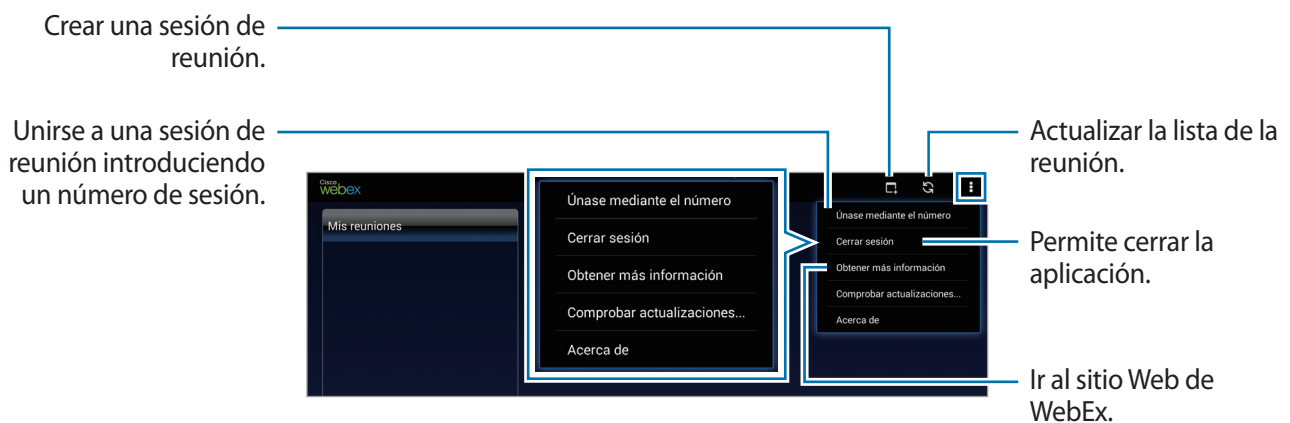 Crear una sesión de
reunión.
Unirse a una sesión de
reunión introduciendo
un número de sesión.
Actualizar la lista de la
reunión.
Cisco
webex
Mis reuniones
Únase mediante el número
Cerrar sesión
Obtener más información
Comprobar actualizaciones...
Acerca de
Únase mediante el número
Cerrar sesión
Obtener más información
Comprobar actualizaciones...
Acerca de
Permite cerrar la
aplicación.
Ir al sitio Web de
WebEx.